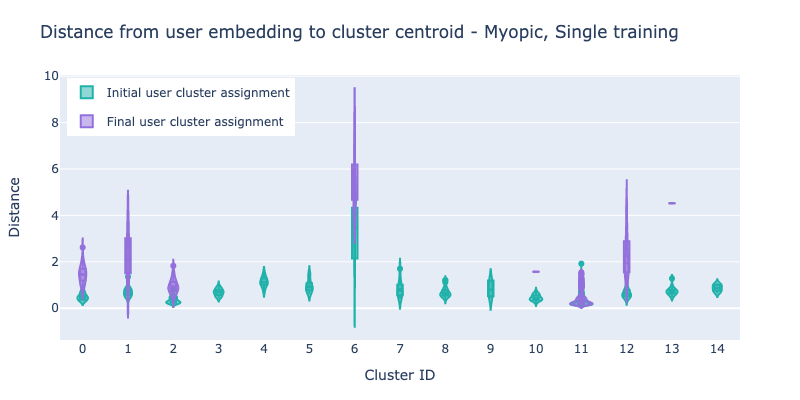 Distance from user embedding to cluster centroid - Myopic, Single training
Initial user cluster assignment
Final user cluster assignment
10
8
6
4
2
0
Distance
0 1 2 3 4 5 6 7 8 9 10 11 12 13 14
Cluster ID